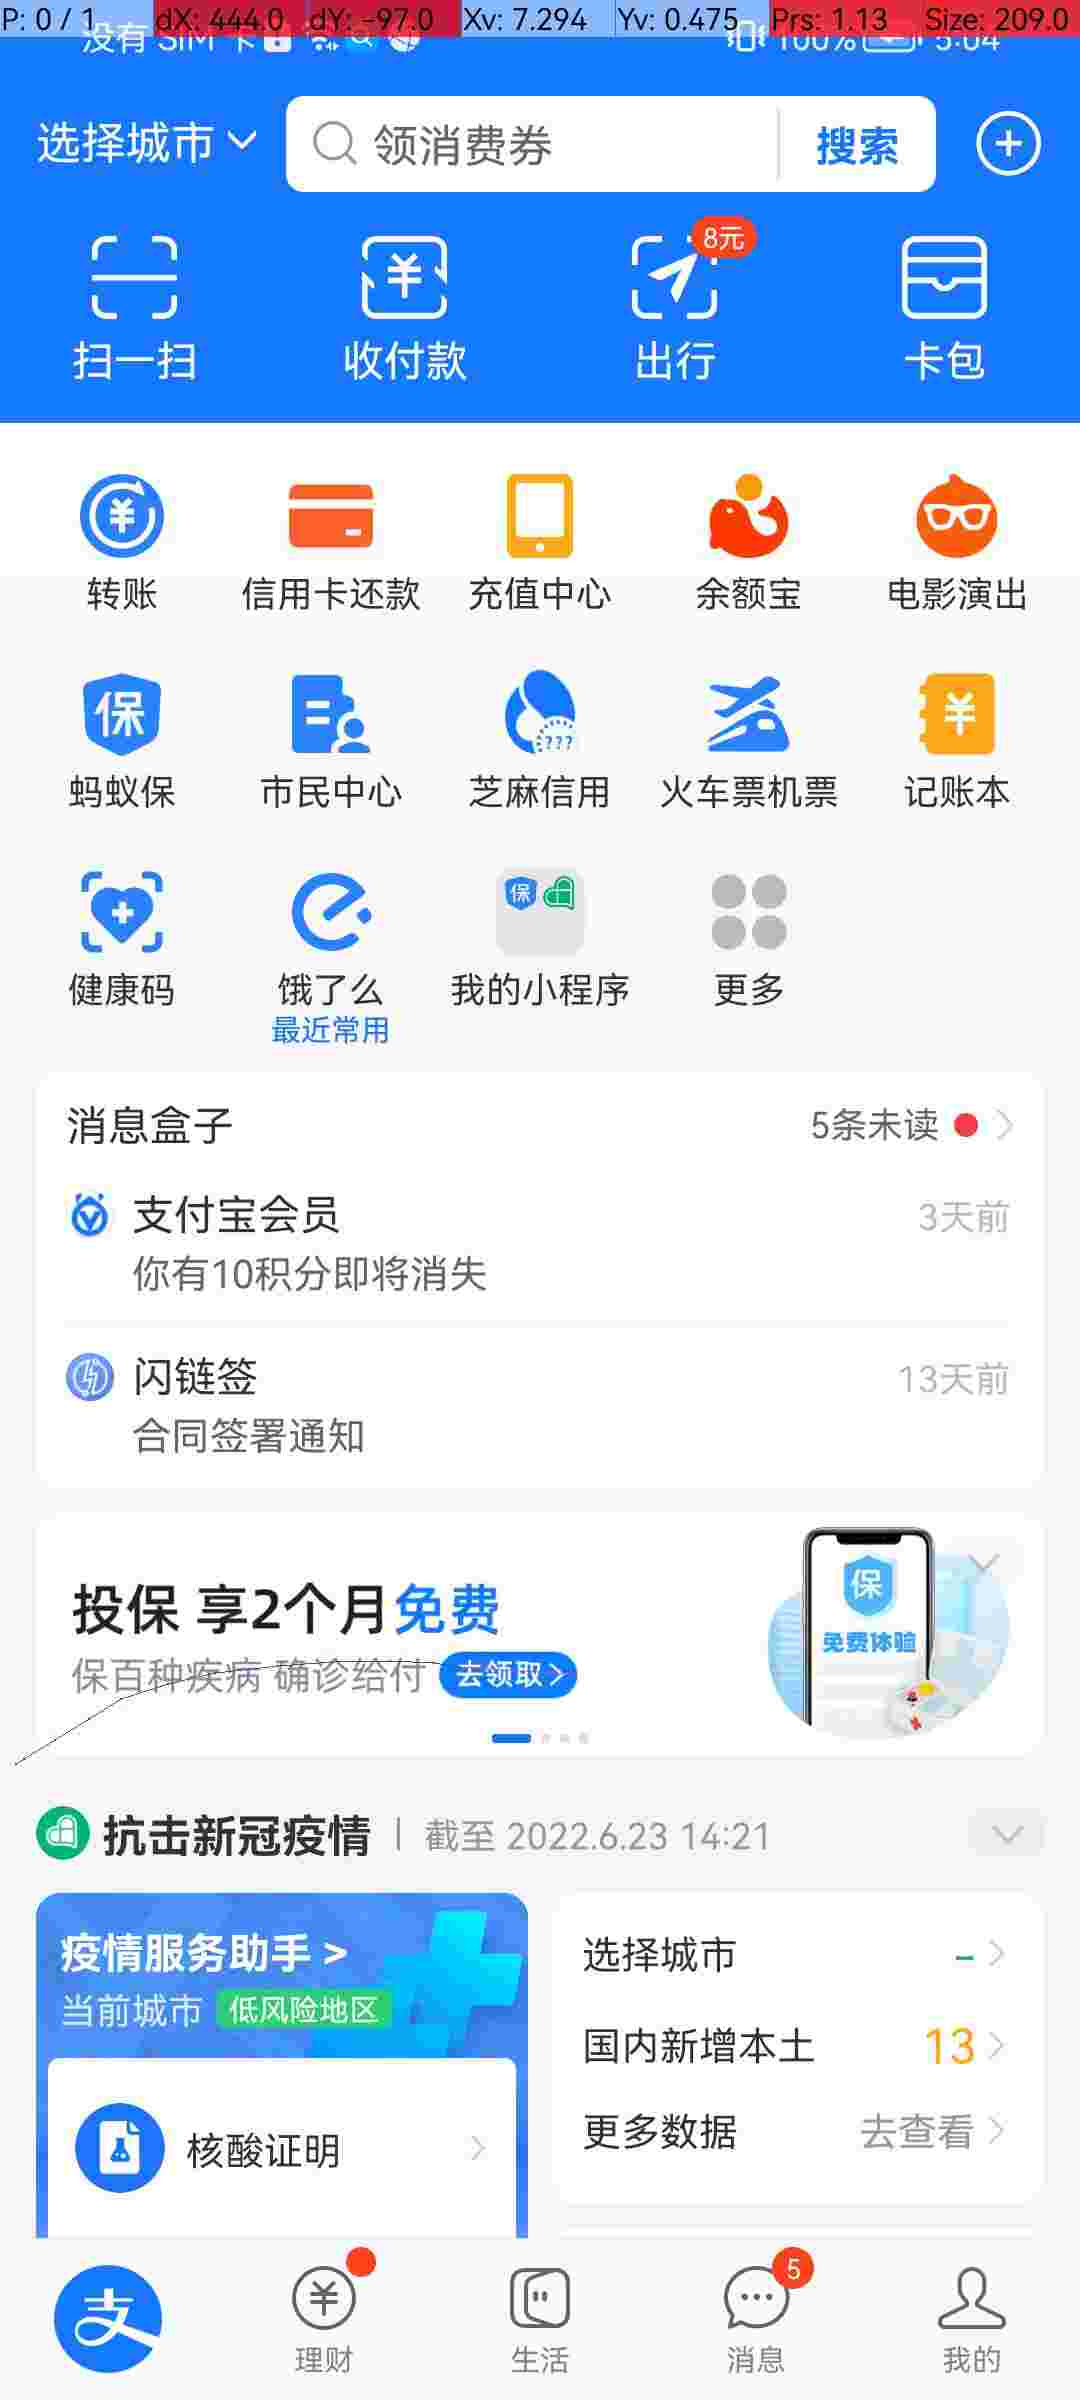 P: 0 / 1 dX: 444.0 dY: -97.0 Xv: 7.294 Yv: 0.475 Prs: 1.13 Size: 209.0
没有 SIM 卡 100% 5:04
选择城市 领消费券 搜索
8元
扫一扫 收付款 出行 卡包
转账 信用卡还款 充值中心 余额宝 电影演出
保 ???
蚂蚁保 市民中心 芝麻信用 火车票机票 记账本
保
健康码 饿了么 我的小程序 更多
最近常用
消息盒子 5条未读
支付宝会员 3天前
你有10积分即将消失
闪链签 13天前
合同签署通知
投保 享2个月免费
保百种疾病 确诊给付 去领取>
保
免费体验
抗击新冠疫情 | 截至 2022.6.23 14:21
疫情服务助手 >
当前城市 低风险地区
核酸证明
选择城市 -
国内新增本土 13
更多数据 去查看
支 理财 生活 消息 5 我的